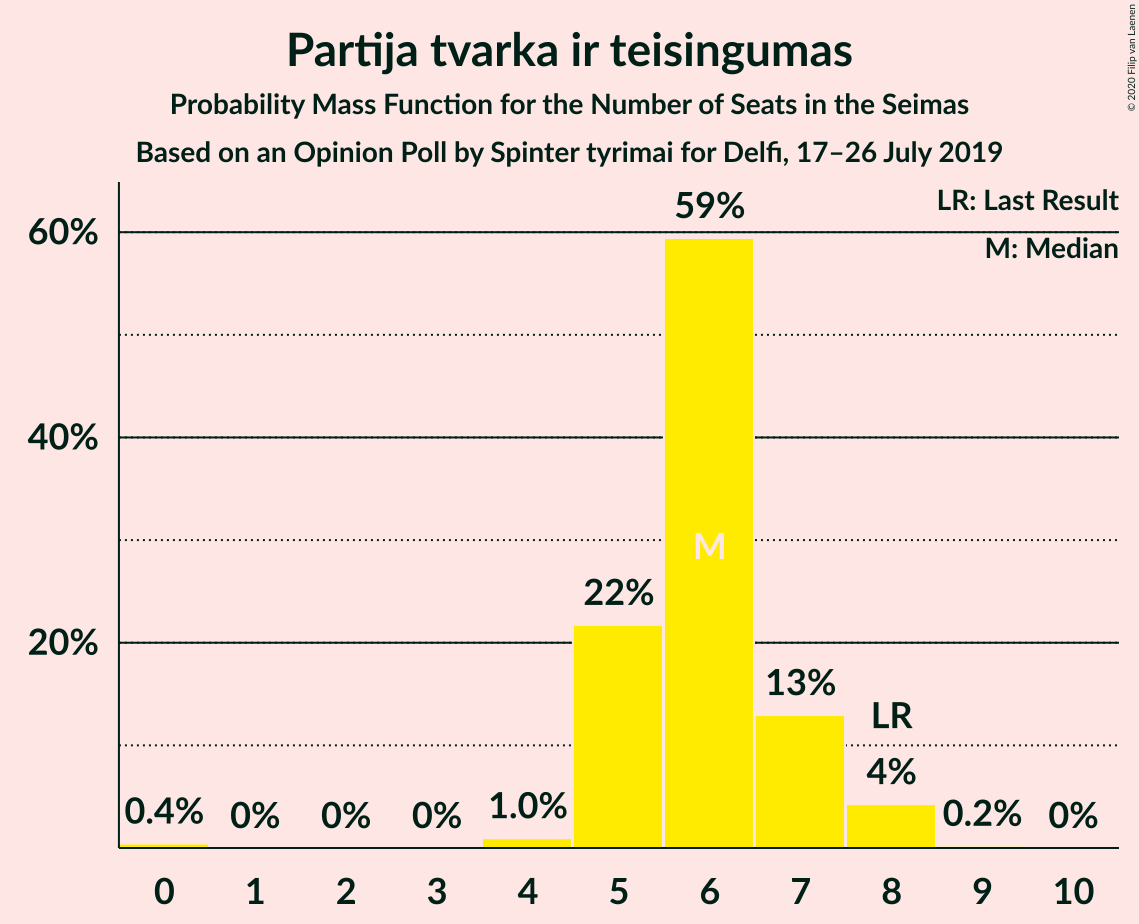 Partija tvarka ir teisingumas
Probability Mass Function for the Number of Seats in the Seimas
Based on an Opinion Poll by Spinter tyrimai for Delfi, 17–26 July 2019
© 2020 Filip van Laenen
LR: Last Result
M: Median
60%
40%
20%
0.4%
0%
0%
0%
1.0%
22%
59%
M
13%
LR
4%
0.2%
0%
0 1 2 3 4 5 6 7 8 9 10